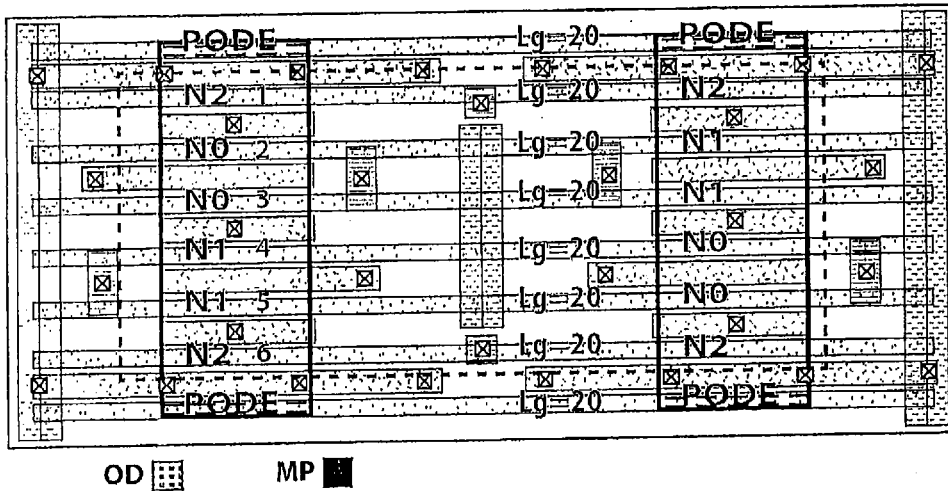 PODE Lg=20 PODE
N2 1 Lg=20 N2
N0 2 Lg=20 N1
N0 3 Lg=20 N1
N1 4 Lg=20 N0
N1 5 Lg=20 N0
N2 6 Lg=20 N2
PODE Lg=20 PODE
OD MP